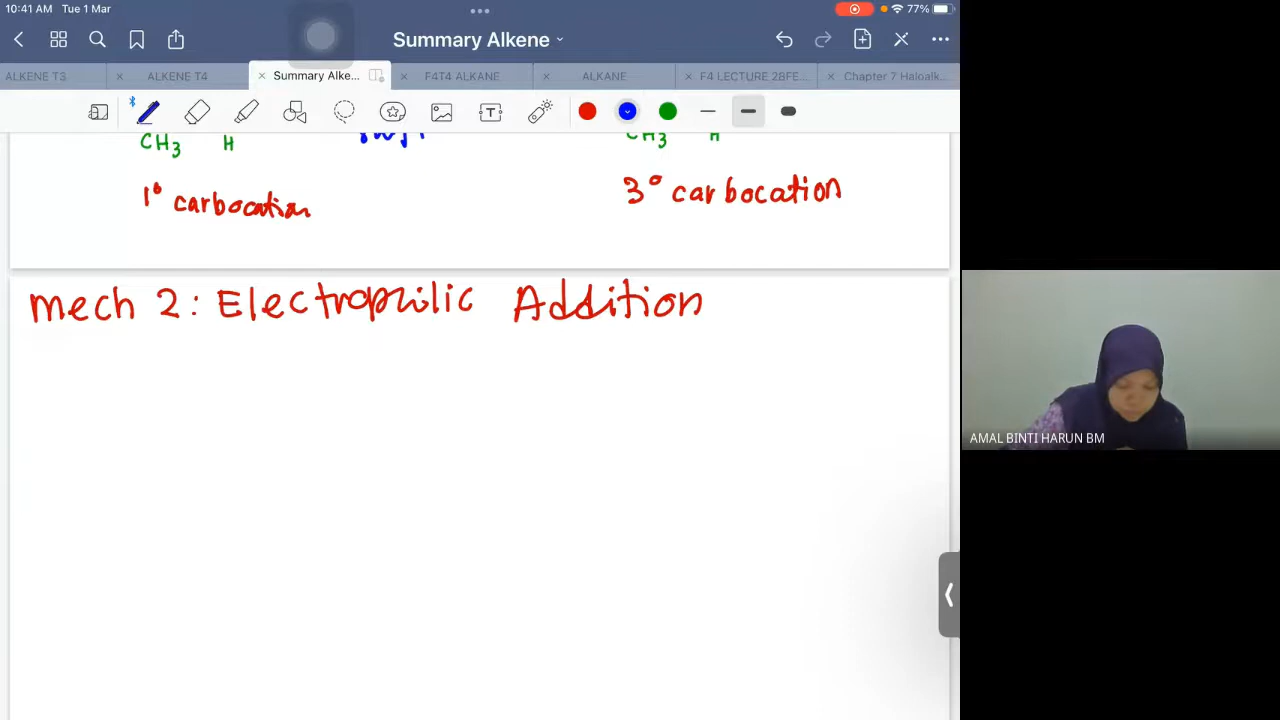 10:41 AM Tue 1 Mar
77%
Summary Alkene
ALKENE T3
ALKENE T4
Summary Alke...
F4T4 ALKANE
ALKANE
F4 LECTURE 28FE...
Chapter 7 Haloalk...
T
CH3 H
CH3 H
1° carbocation
3° carbocation
Mech 2: Electrophilic Addition
AMAL BINTI HARUN BM